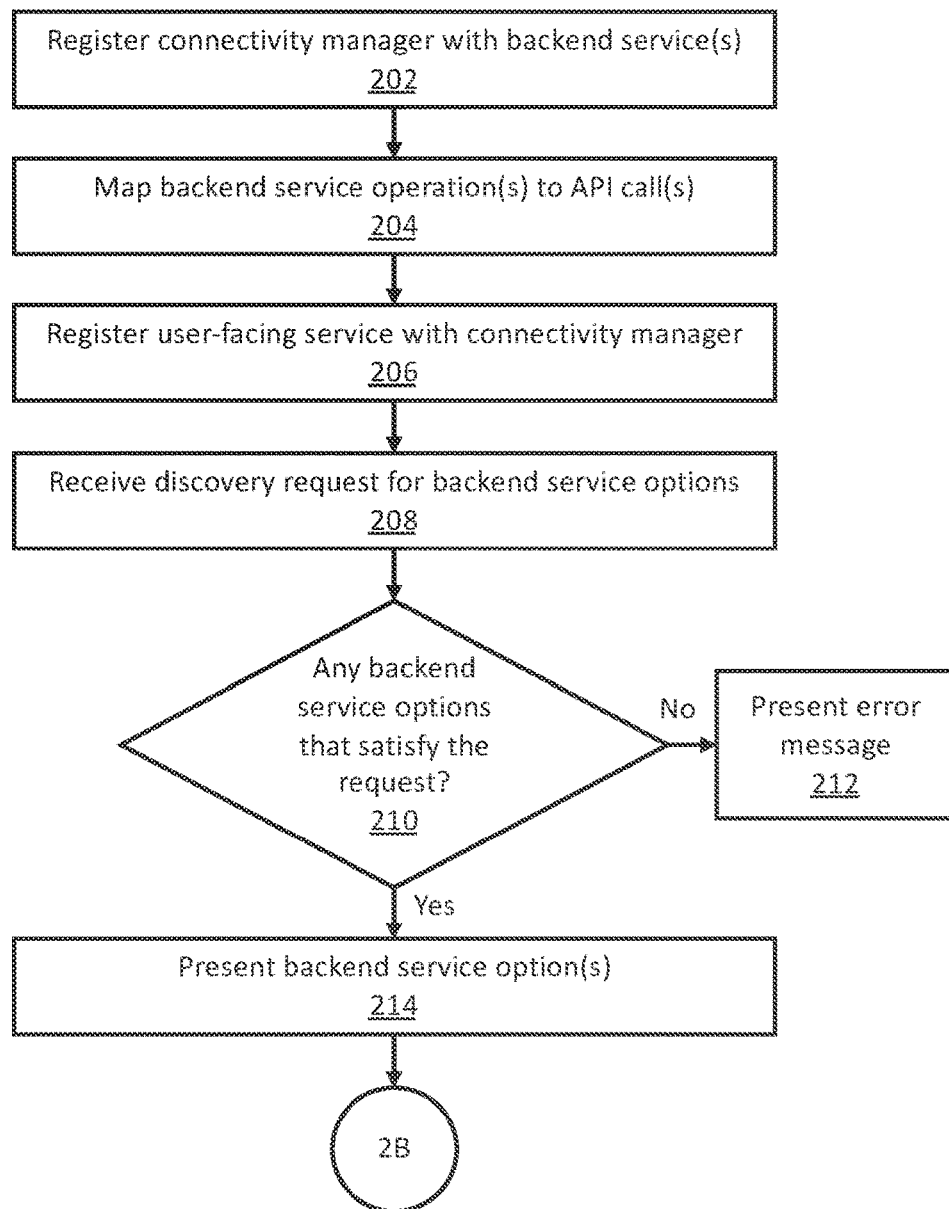 Register connectivity manager with backend service(s)
202
Map backend service operation(s) to API call(s)
204
Register user-facing service with connectivity manager
206
Receive discovery request for backend service options
208
Any backend
service options
that satisfy the
request?
210
No
Present error
message
212
Yes
Present backend service option(s)
214
2B